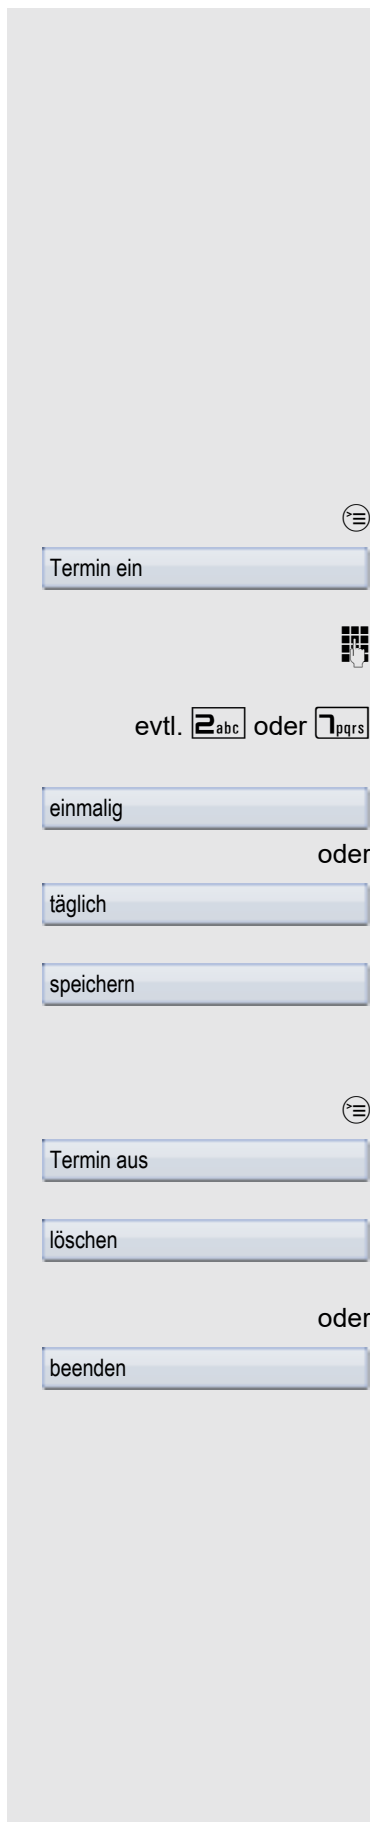 Termin ein
evtl. 2abc oder 7pqrs
einmalig
oder
täglich
speichern
Termin aus
löschen
oder
beenden